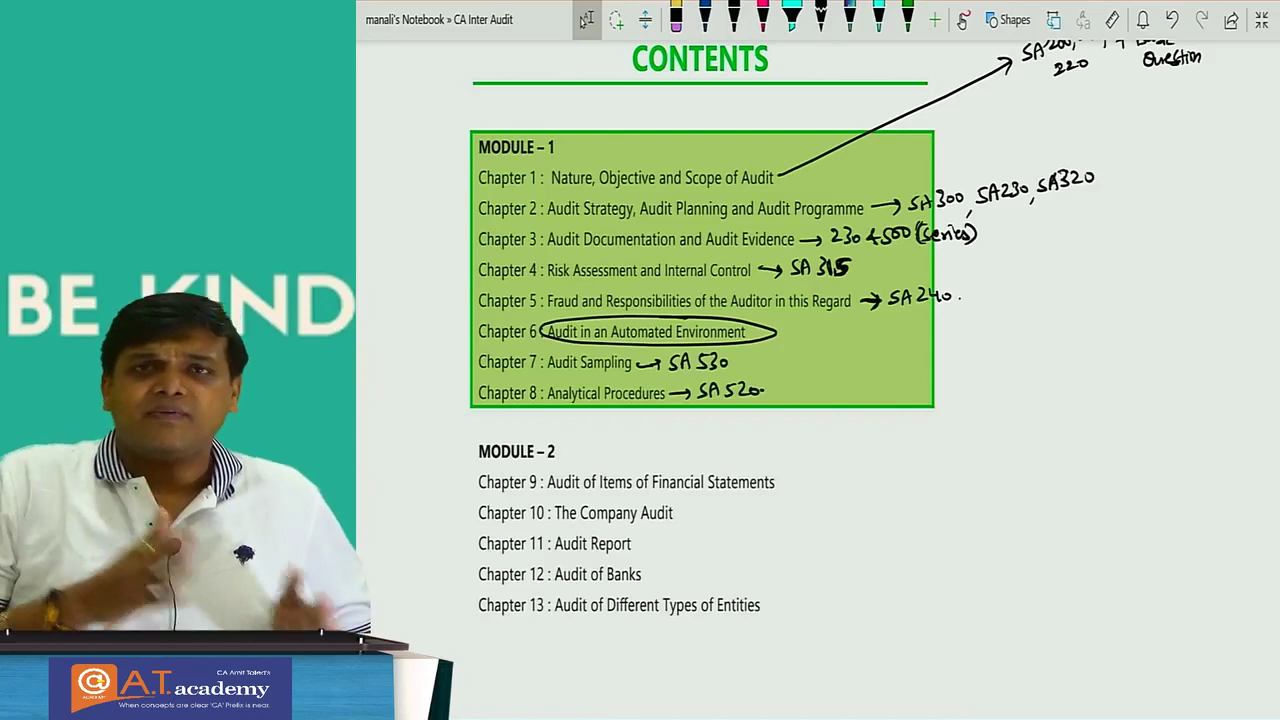 manali's Notebook » CA Inter Audit
Shapes
CONTENTS
220
Question
MODULE – 1
Chapter 1 : Nature, Objective and Scope of Audit
Chapter 2 : Audit Strategy, Audit Planning and Audit Programme → SA 300, SA 230, SA 320
Chapter 3 : Audit Documentation and Audit Evidence → 230 & 500 (series)
Chapter 4 : Risk Assessment and Internal Control → SA 315
Chapter 5 : Fraud and Responsibilities of the Auditor in this Regard → SA 240.
Chapter 6 : Audit in an Automated Environment
Chapter 7 : Audit Sampling → SA 530
Chapter 8 : Analytical Procedures → SA 520
MODULE – 2
Chapter 9 : Audit of Items of Financial Statements
Chapter 10 : The Company Audit
Chapter 11 : Audit Report
Chapter 12 : Audit of Banks
Chapter 13 : Audit of Different Types of Entities
BE KIND
CA Amit Tated's
@A.T. academy
When concepts are clear 'CA' Prefix is near.